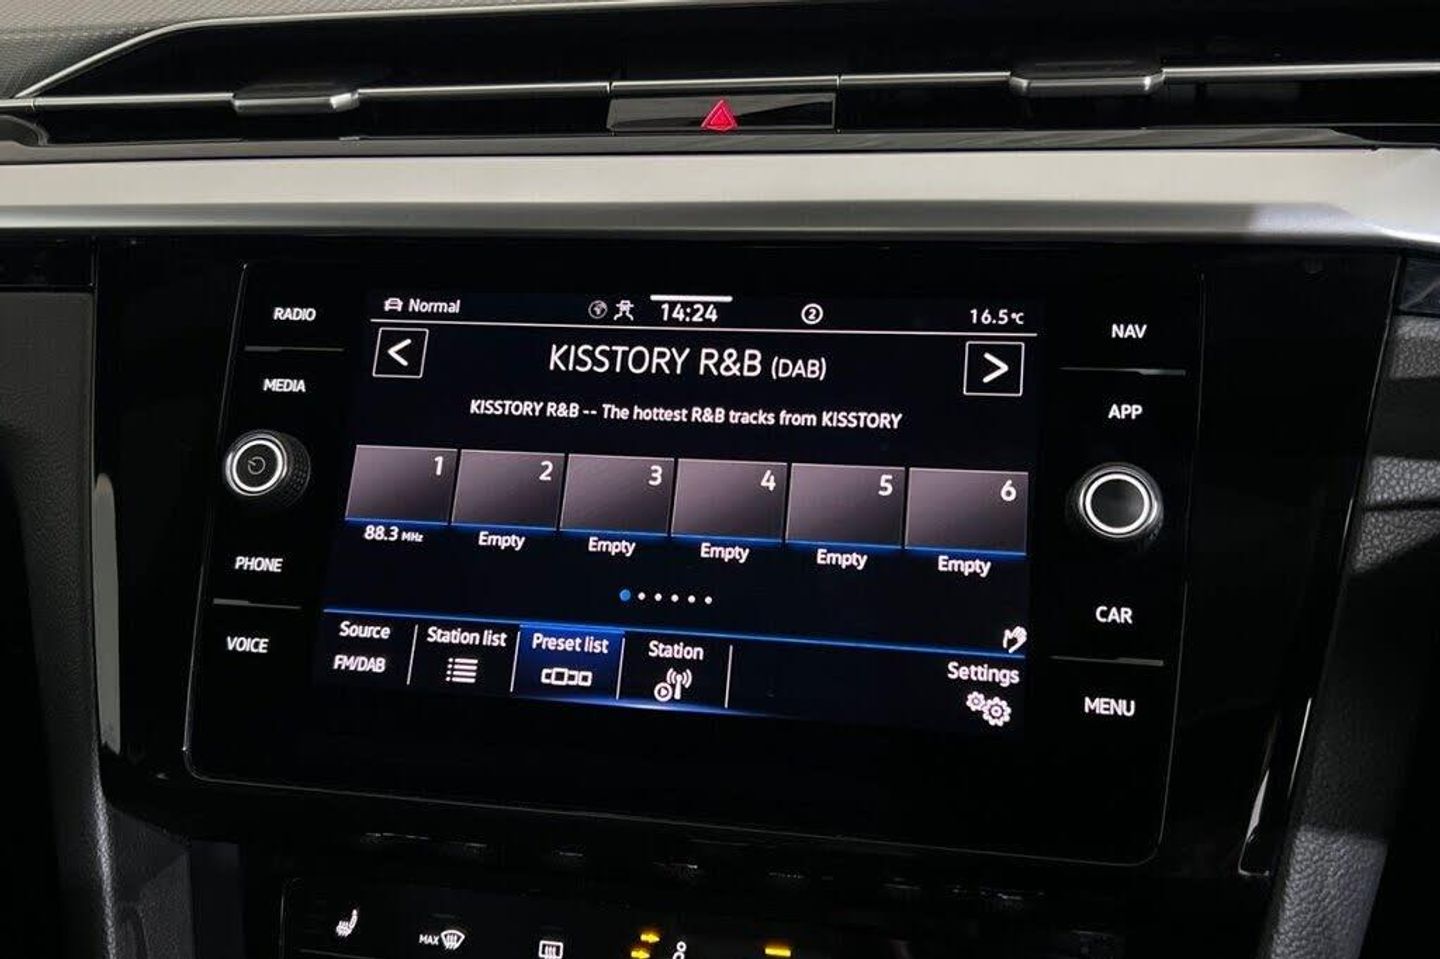 RADIO
MEDIA
PHONE
VOICE
Normal 14:24 2 16.5°C
< KISSTORY R&B (DAB) >
KISSTORY R&B -- The hottest R&B tracks from KISSTORY
1 2 3 4 5 6
88.3 MHz Empty Empty Empty Empty Empty
Source Station list Preset list Station Settings
FM/DAB
NAV
APP
CAR
MENU
MAX